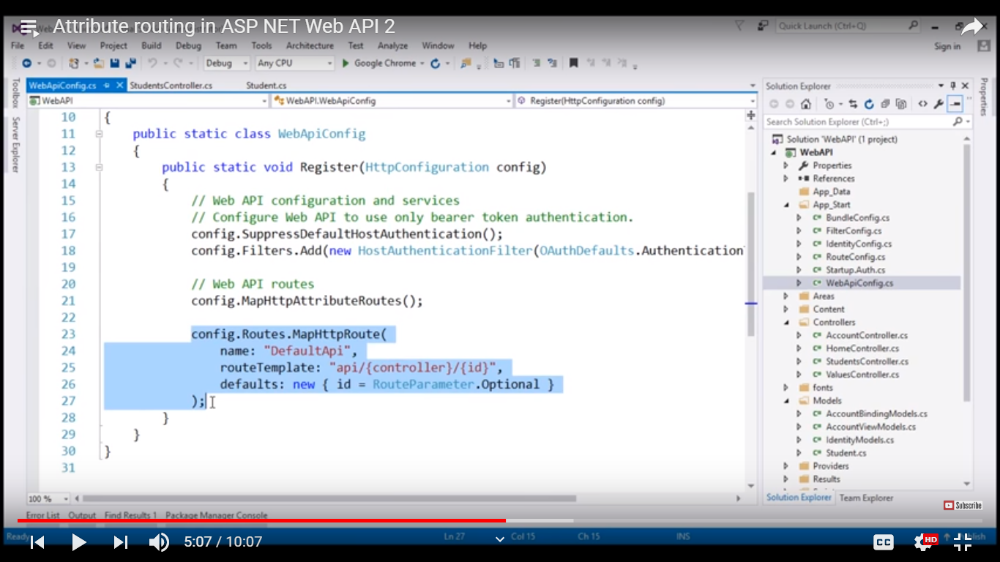 Attribute routing in ASP NET Web API 2
Quick Launch (Ctrl+Q)
File Edit View Project Build Debug Team Tools Architecture Test Analyze Window Help
Sign in
Debug Any CPU Google Chrome
Toolbox
Server Explorer
WebApiConfig.cs StudentsController.cs Student.cs
WebAPI WebAPI.WebApiConfig Register(HttpConfiguration config)
10 {
11 public static class WebApiConfig
12 {
13 public static void Register(HttpConfiguration config)
14 {
15 // Web API configuration and services
16 // Configure Web API to use only bearer token authentication.
17 config.SuppressDefaultHostAuthentication();
18 config.Filters.Add(new HostAuthenticationFilter(OAuthDefaults.Authentication
19
20 // Web API routes
21 config.MapHttpAttributeRoutes();
22
23 config.Routes.MapHttpRoute(
24 name: "DefaultApi",
25 routeTemplate: "api/{controller}/{id}",
26 defaults: new { id = RouteParameter.Optional }
27 );
28 }
29 }
30 }
31
100 %
Error List Output Find Results 1 Package Manager Console
Solution Explorer
Search Solution Explorer (Ctrl+;)
Solution 'WebAPI' (1 project)
WebAPI
Properties
References
App_Data
App_Start
BundleConfig.cs
FilterConfig.cs
IdentityConfig.cs
RouteConfig.cs
Startup.Auth.cs
WebApiConfig.cs
Areas
Content
Controllers
AccountController.cs
HomeController.cs
StudentsController.cs
ValuesController.cs
fonts
Models
AccountBindingModels.cs
AccountViewModels.cs
IdentityModels.cs
Student.cs
Providers
Results
Solution Explorer Team Explorer
Properties
Subscribe
Ready Ln 27 Col 15 Ch 15 INS
5:07 / 10:07
CC
HD